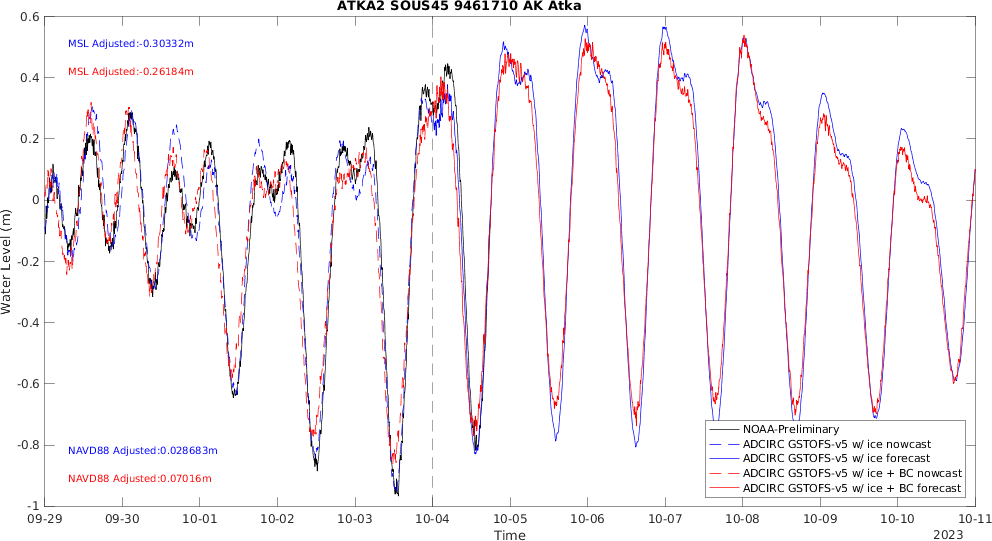 ATKA2 SOUS45 9461710 AK Atka
MSL Adjusted:-0.30332m
MSL Adjusted:-0.26184m
Water Level (m)
0.6
0.4
0.2
0
-0.2
-0.4
-0.6
-0.8
-1
NAVD88 Adjusted:0.028683m
NAVD88 Adjusted:0.07016m
NOAA-Preliminary
ADCIRC GSTOFS-v5 w/ ice nowcast
ADCIRC GSTOFS-v5 w/ ice forecast
ADCIRC GSTOFS-v5 w/ ice + BC nowcast
ADCIRC GSTOFS-v5 w/ ice + BC forecast
09-29 09-30 10-01 10-02 10-03 10-04 10-05 10-06 10-07 10-08 10-09 10-10 10-11
Time
2023